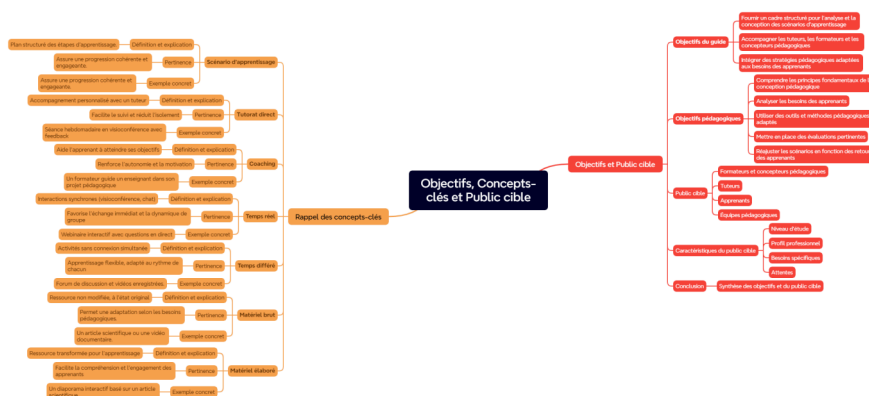 Objectifs, Concepts-
clés et Public cible
Rappel des concepts-clés
Scénario d'apprentissage
Définition et explication
Plan structuré des étapes d'apprentissage
Pertinence
Assure une progression cohérente et
engageante.
Exemple concret
Assure une progression cohérente et
engageante.
Tutorat direct
Définition et explication
Accompagnement personnalisé avec un tuteur
Pertinence
Facilite le suivi et réduit l'isolement
Exemple concret
Séance hebdomadaire en visioconférence avec
feedback
Coaching
Définition et explication
Aide l'apprenant à atteindre ses objectifs
Pertinence
Renforce l'autonomie et la motivation
Exemple concret
Un formateur guide un enseignant dans son
projet pédagogique.
Temps réel
Définition et explication
Interactions synchrones (visioconférence, chat)
Pertinence
Favorise l'échange immédiat et la dynamique de
groupe
Exemple concret
Webinaire interactif avec questions en direct
Temps différé
Définition et explication
Activités sans connexion simultanée
Pertinence
Apprentissage flexible, adapté au rythme de
chacun
Exemple concret
Forum de discussion et vidéos enregistrées.
Matériel brut
Définition et explication
Ressource non modifiée, à l'état original
Pertinence
Permet une adaptation selon les besoins
pédagogiques.
Exemple concret
Un article scientifique ou une vidéo
documentaire
Matériel élaboré
Définition et explication
Ressource transformée pour l'apprentissage
Pertinence
Facilite la compréhension et l'engagement des
apprenants
Exemple concret
Un diaporama interactif basé sur un article
scientifique
Objectifs et Public cible
Objectifs du guide
Fournir un cadre structuré pour l'analyse et la
conception des scénarios d'apprentissage
Accompagner les tuteurs, les formateurs et les
concepteurs pédagogiques
Intégrer des stratégies pédagogiques adaptées
aux besoins des apprenants
Objectifs pédagogiques
Comprendre les principes fondamentaux de l
conception pédagogique
Analyser les besoins des apprenants
Utiliser des outils et méthodes pédagogiques
adaptés
Mettre en place des évaluations pertinentes
Réajuster les scénarios en fonction des retour
des apprenants
Public cible
Formateurs et concepteurs pédagogiques
Tuteurs
Apprenants
Équipes pédagogiques
Caractéristiques du public cible
Niveau d'étude
Profil professionnel
Besoins spécifiques
Attentes
Conclusion
Synthèse des objectifs et du public cible